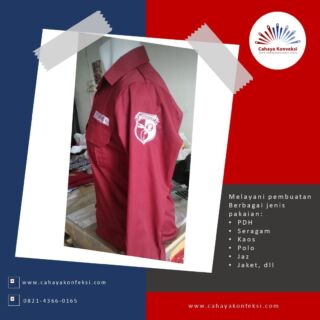 Cahaya Konveksi
Melayani pembuatan
Berbagai jenis
pakaian:
• PDH
• Seragam
• Kaos
• Polo
• Jaz
• Jaket, dll
www.cahayakonfeksi.com
0821-4366-0165
www.cahayakonfeksi.com